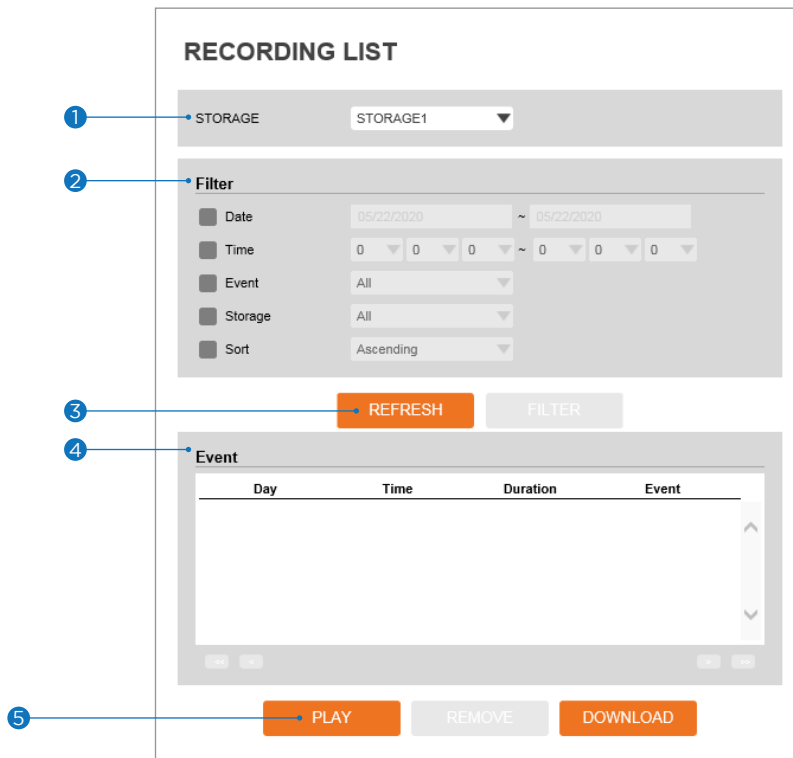 RECORDING LIST
1 STORAGE STORAGE1
2 Filter
Date 05/22/2020 ~ 05/22/2020
Time 0 0 0 ~ 0 0 0
Event All
Storage All
Sort Ascending
3 REFRESH FILTER
4 Event
Day Time Duration Event
<< < > >>
5 PLAY REMOVE DOWNLOAD